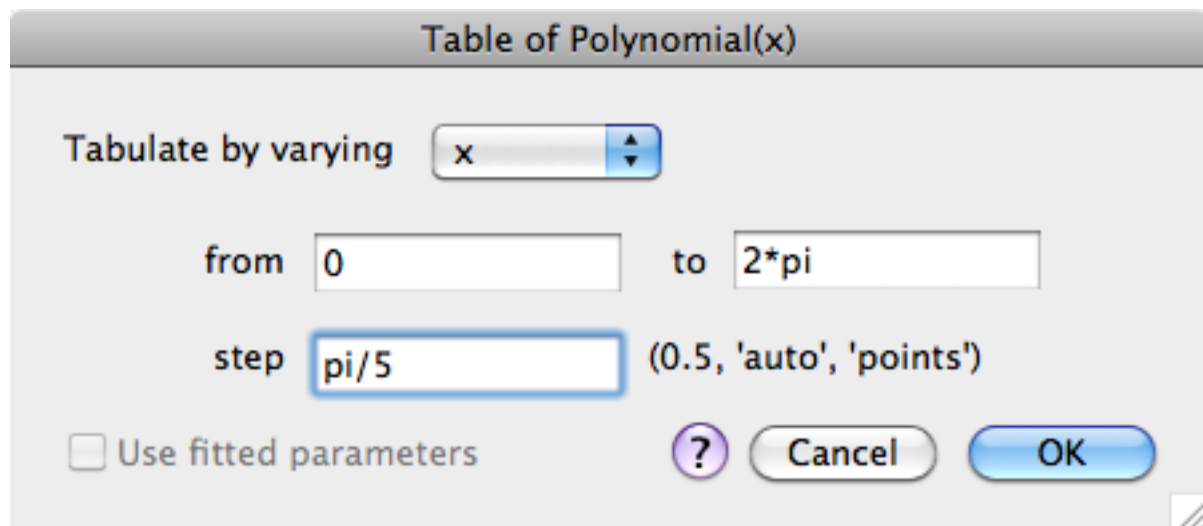 Table of Polynomial(x)
Tabulate by varying x
from 0 to 2*pi
step pi/5 (0.5, 'auto', 'points')
Use fitted parameters ? Cancel OK